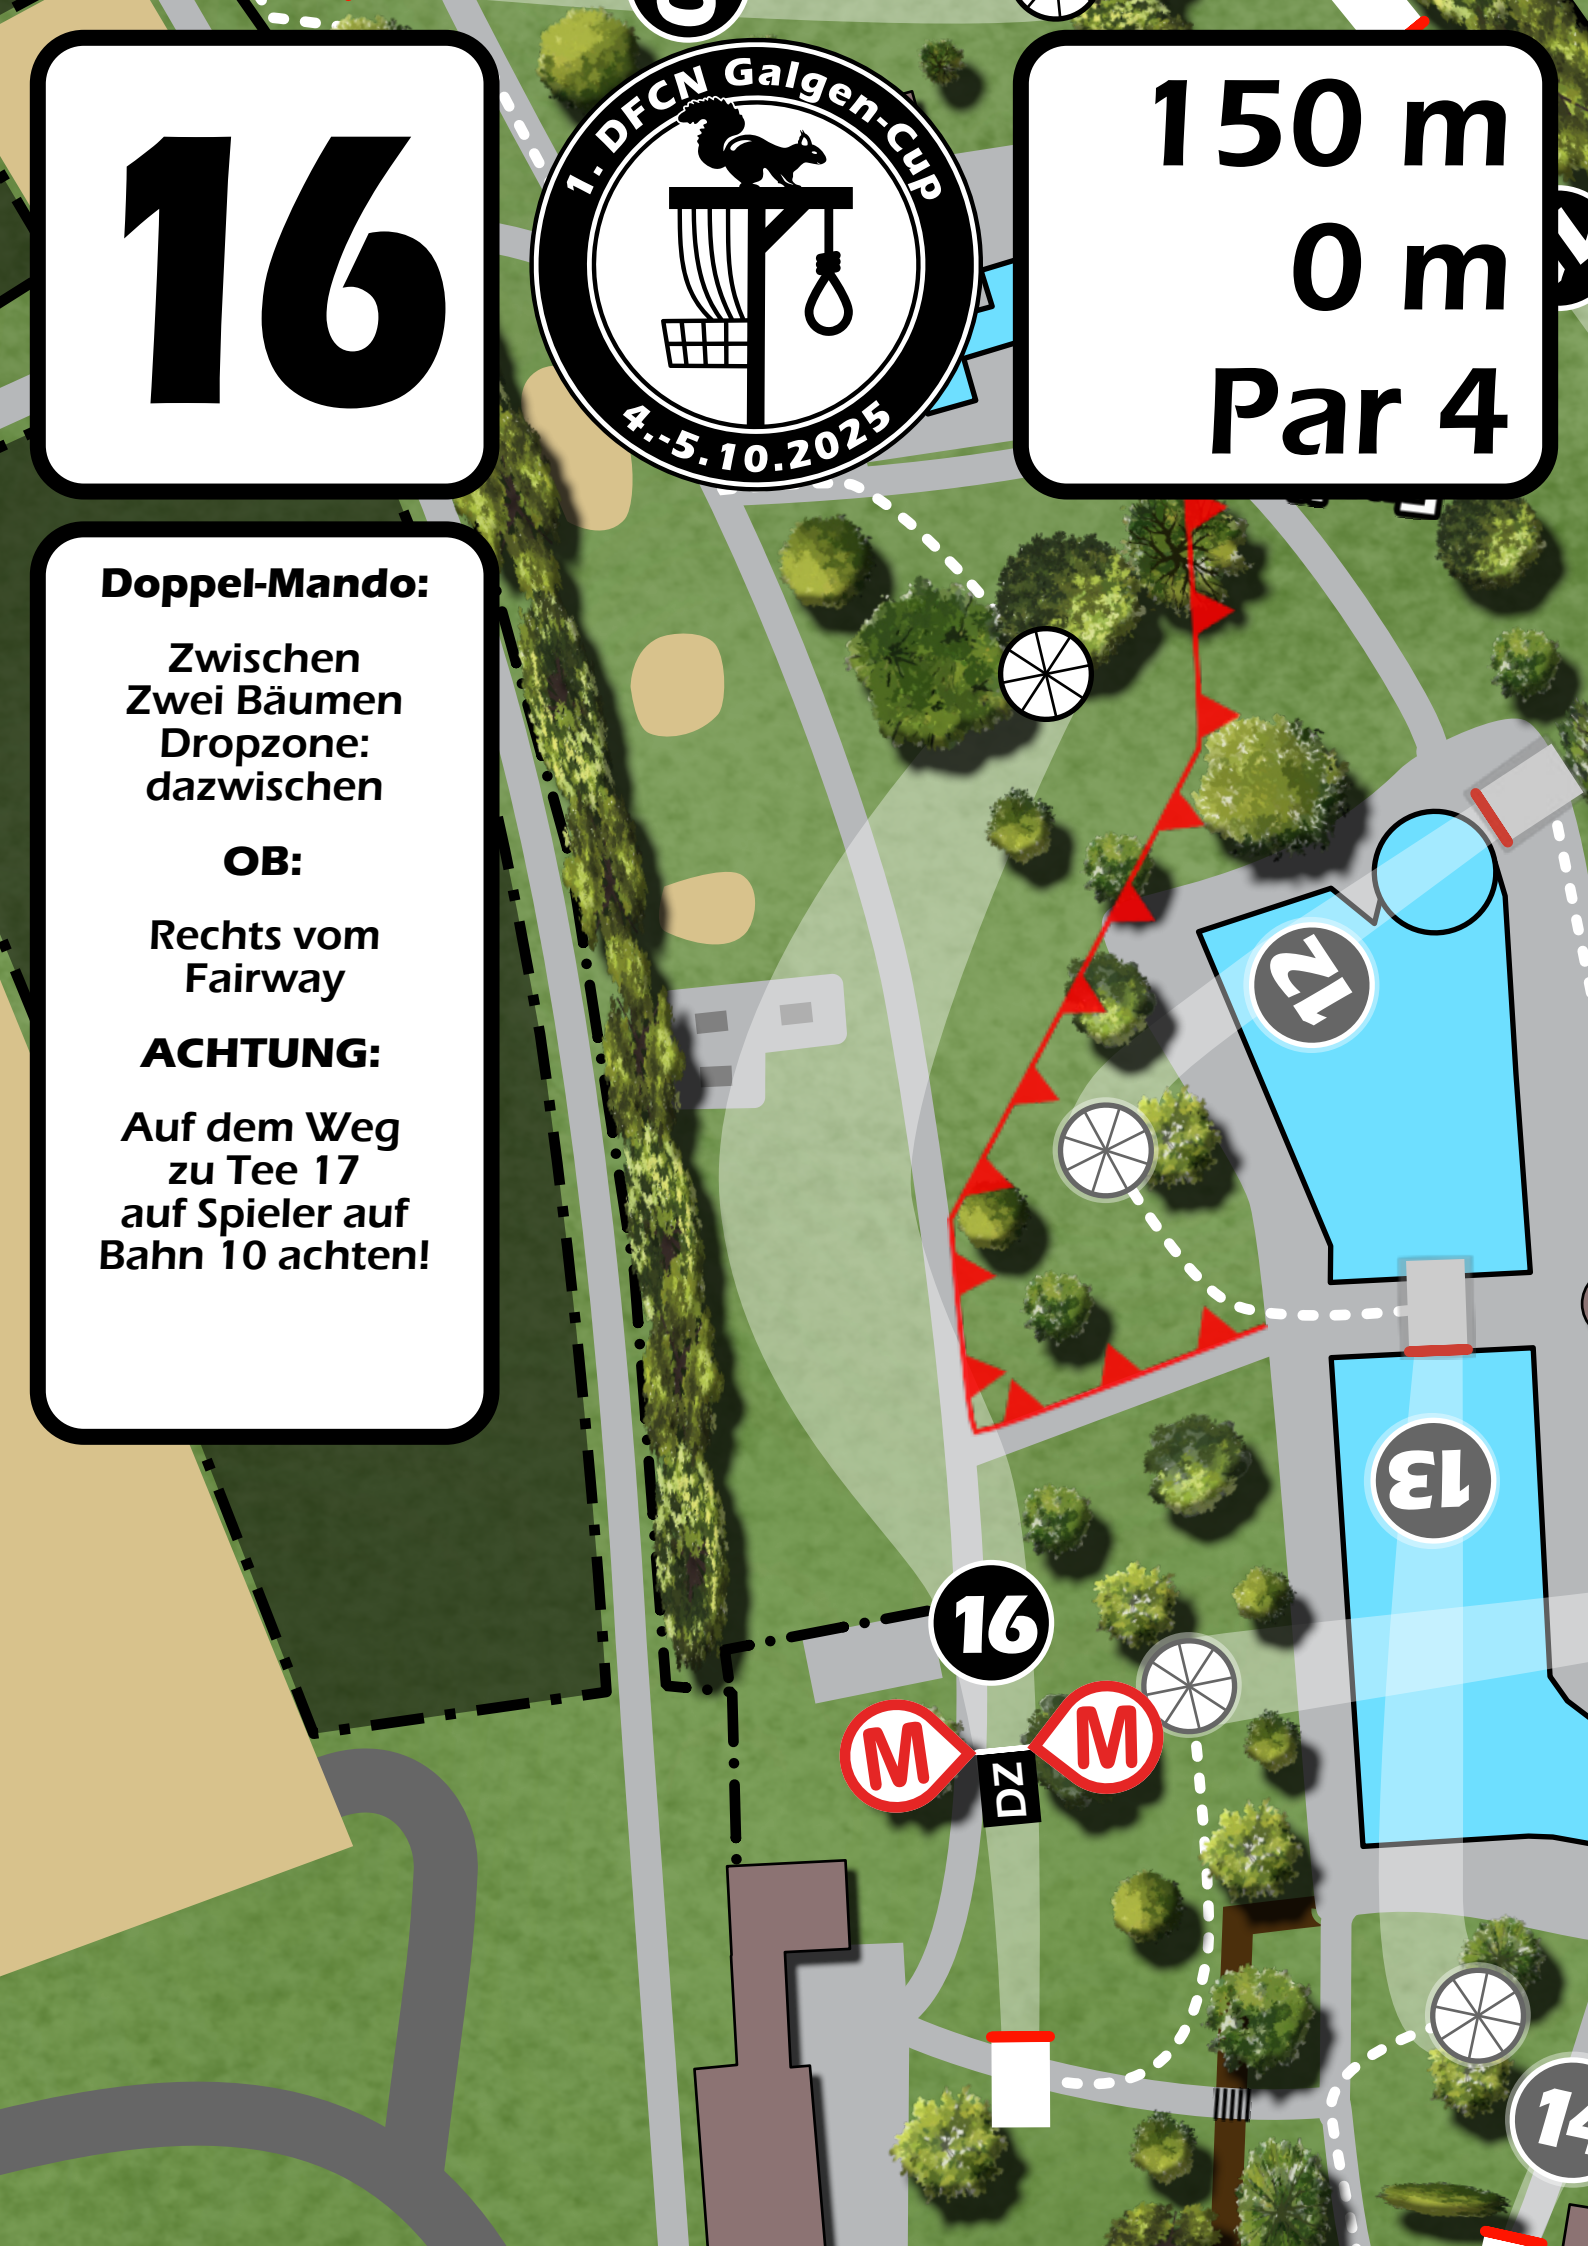 16
1. DFCN Galgen-Cup
4.-5.10.2025
150 m
0 m
Par 4
Doppel-Mando:
Zwischen
Zwei Bäumen
Dropzone:
dazwischen
OB:
Rechts vom
Fairway
ACHTUNG:
Auf dem Weg
zu Tee 17
auf Spieler auf
Bahn 10 achten!
12
13
16
M
M
DZ
14